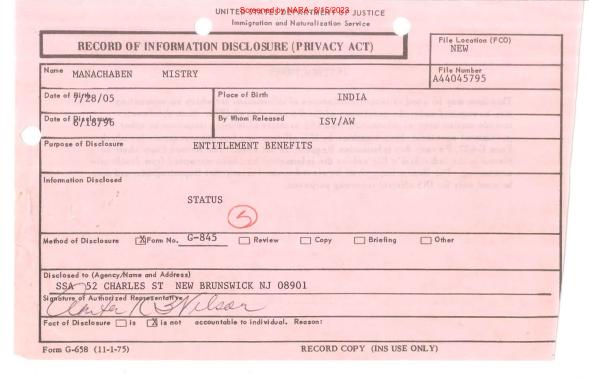 UNITED STATES DEPARTMENT OF JUSTICE
Screened by NARA, 8/15/2023
Immigration and Naturalization Service
RECORD OF INFORMATION DISCLOSURE (PRIVACY ACT)
File Location (FCO)
NEW
Name MANACHABEN MISTRY
File Number
A44045795
Date of Birth 7/28/05
Place of Birth INDIA
Date of Disclosure 6/18/96
By Whom Released ISV/AW
Purpose of Disclosure ENTITLEMENT BENEFITS
Information Disclosed
STATUS
5
Method of Disclosure X Form No. G-845 Review Copy Briefing Other
Disclosed to (Agency/Name and Address)
SSA 52 CHARLES ST NEW BRUNSWICK NJ 08901
Signature of Authorized Representative
Wilson
Fact of Disclosure is X is not accountable to individual. Reason:
Form G-658 (11-1-75) RECORD COPY (INS USE ONLY)